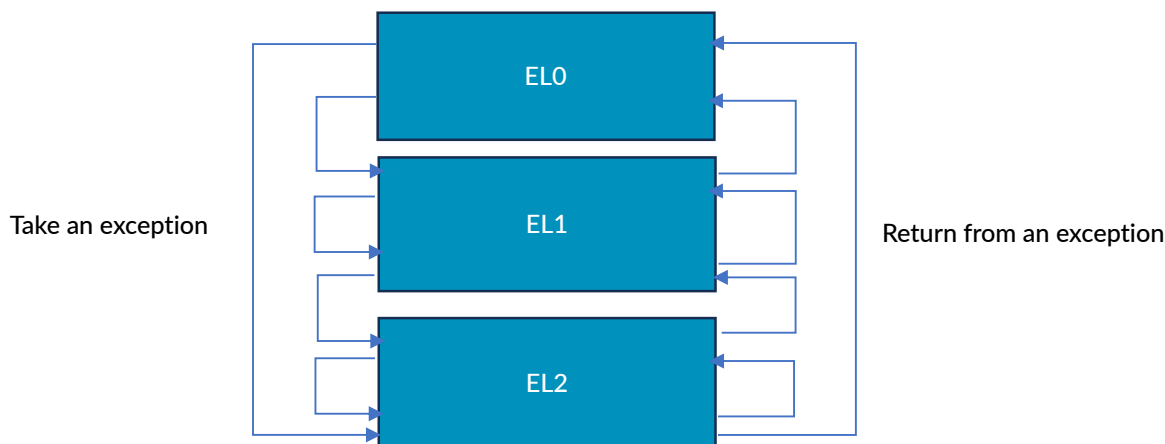 EL0
EL1
Take an exception
Return from an exception
EL2